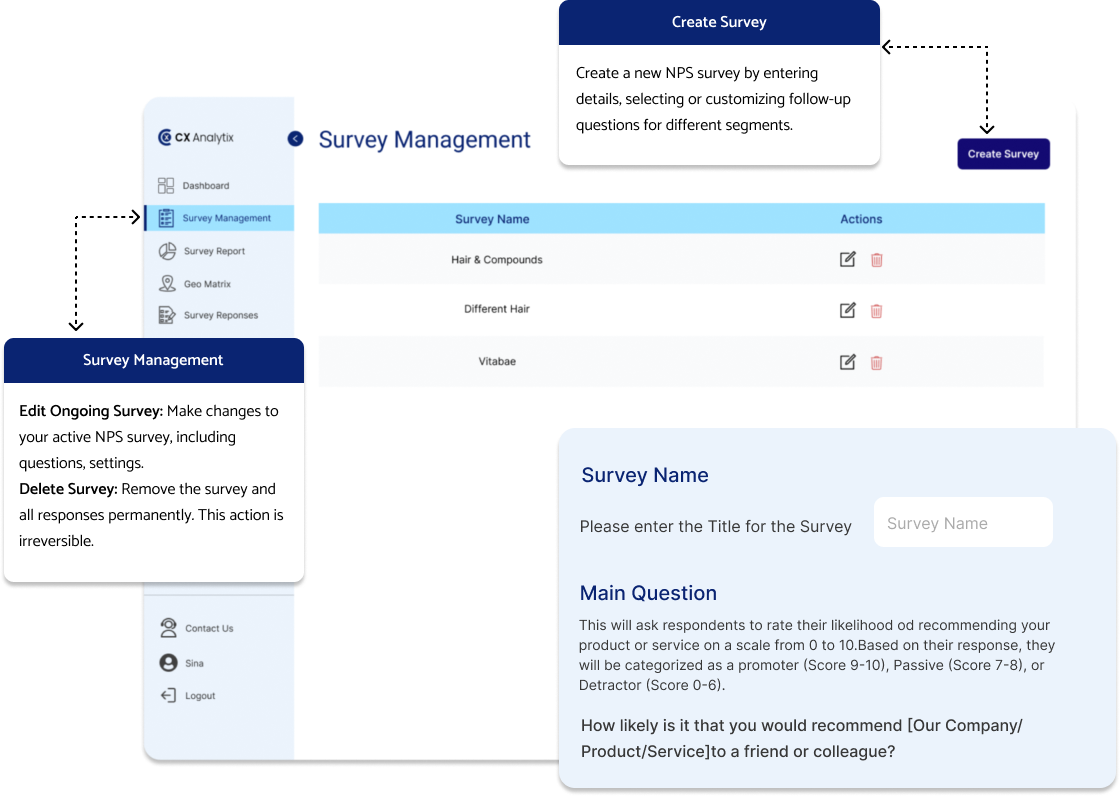 Create Survey
Create a new NPS survey by entering
details, selecting or customizing follow-up
questions for different segments.
CX Analytix
Survey Management
Create Survey
Dashboard
Survey Management
Survey Report
Geo Matrix
Survey Reponses
Survey Name Actions
Hair & Compounds
Different Hair
Vitabae
Survey Management
Edit Ongoing Survey: Make changes to
your active NPS survey, including
questions, settings.
Delete Survey: Remove the survey and
all responses permanently. This action is
irreversible.
Contact Us
Sina
Logout
Survey Name
Please enter the Title for the Survey Survey Name
Main Question
This will ask respondents to rate their likelihood od recommending your
product or service on a scale from 0 to 10.Based on their response, they
will be categorized as a promoter (Score 9-10), Passive (Score 7-8), or
Detractor (Score 0-6).
How likely is it that you would recommend [Our Company/
Product/Service]to a friend or colleague?